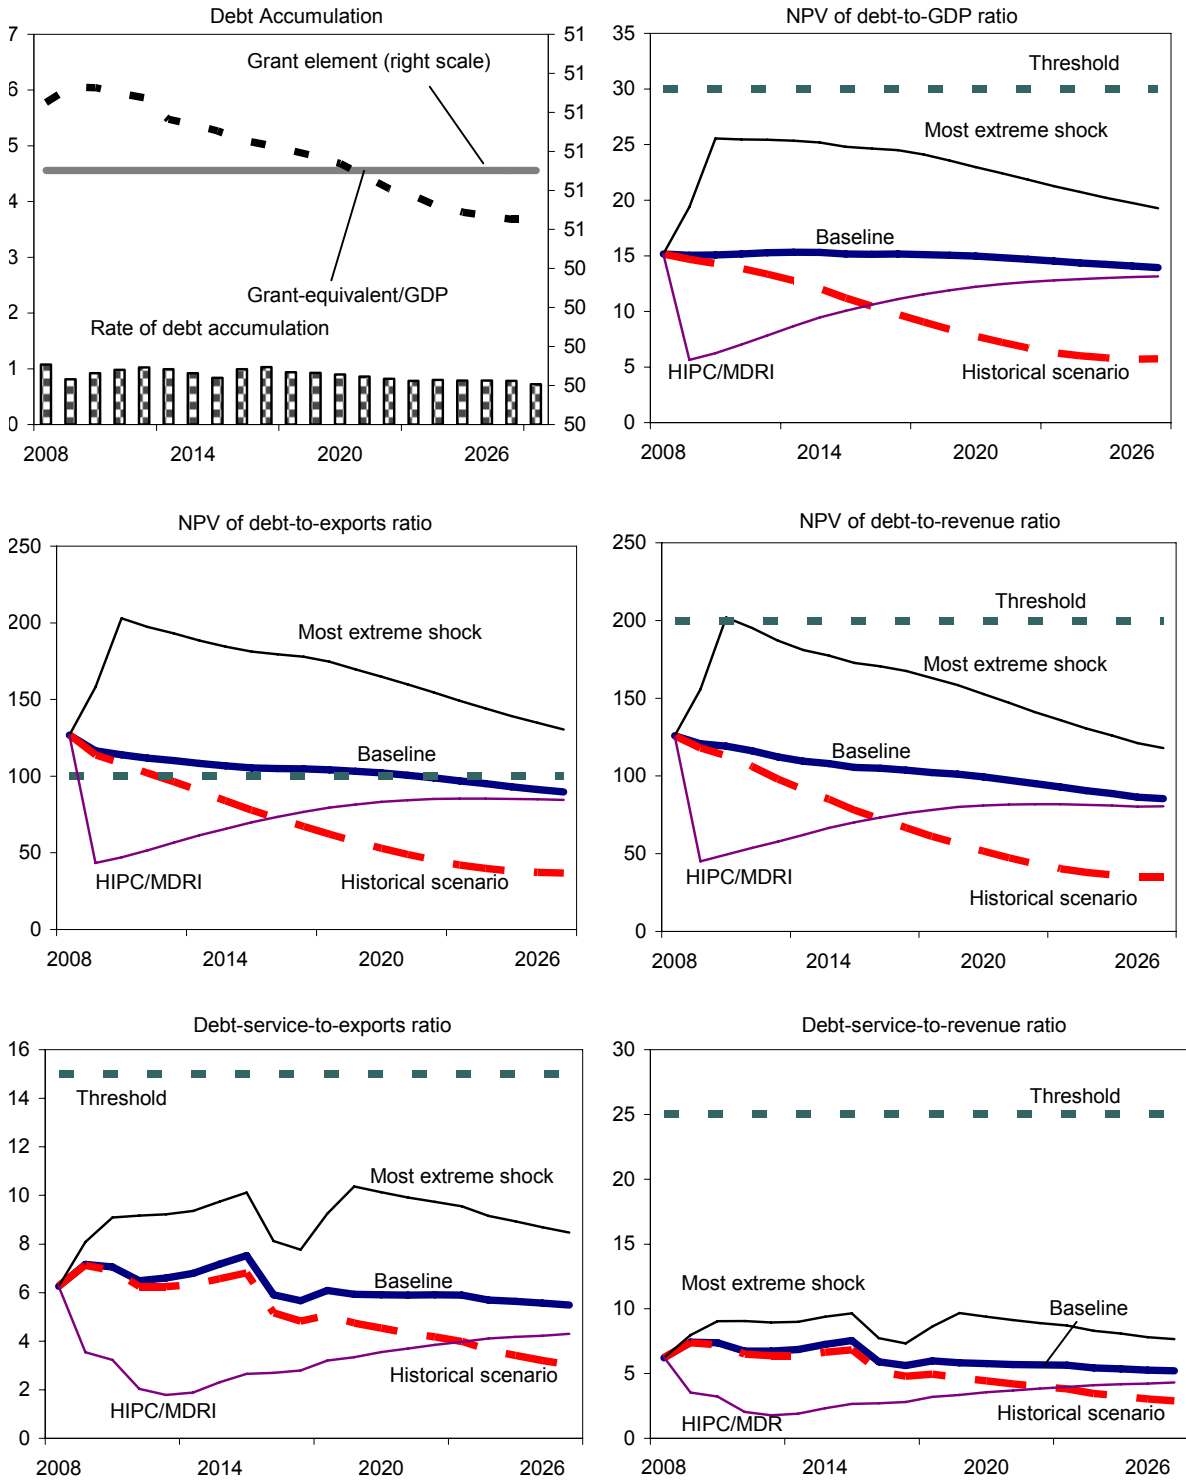 Debt Accumulation
7
6
5
4
3
2
1
0
51
51
51
51
51
51
50
50
50
50
50
Grant element (right scale)
Grant-equivalent/GDP
Rate of debt accumulation
2008 2014 2020 2026
NPV of debt-to-GDP ratio
35
30
25
20
15
10
5
0
Threshold
Most extreme shock
Baseline
HIPC/MDRI
Historical scenario
2008 2014 2020 2026
NPV of debt-to-exports ratio
250
200
150
100
50
0
Most extreme shock
Baseline
HIPC/MDRI
Historical scenario
2008 2014 2020 2026
NPV of debt-to-revenue ratio
250
200
150
100
50
0
Threshold
Most extreme shock
Baseline
HIPC/MDRI
Historical scenario
2008 2014 2020 2026
Debt-service-to-exports ratio
16
14
12
10
8
6
4
2
0
Threshold
Most extreme shock
Baseline
Historical scenario
HIPC/MDRI
2008 2014 2020 2026
Debt-service-to-revenue ratio
30
25
20
15
10
5
0
Threshold
Most extreme shock
Baseline
HIPC/MDR
Historical scenario
2008 2014 2020 2026